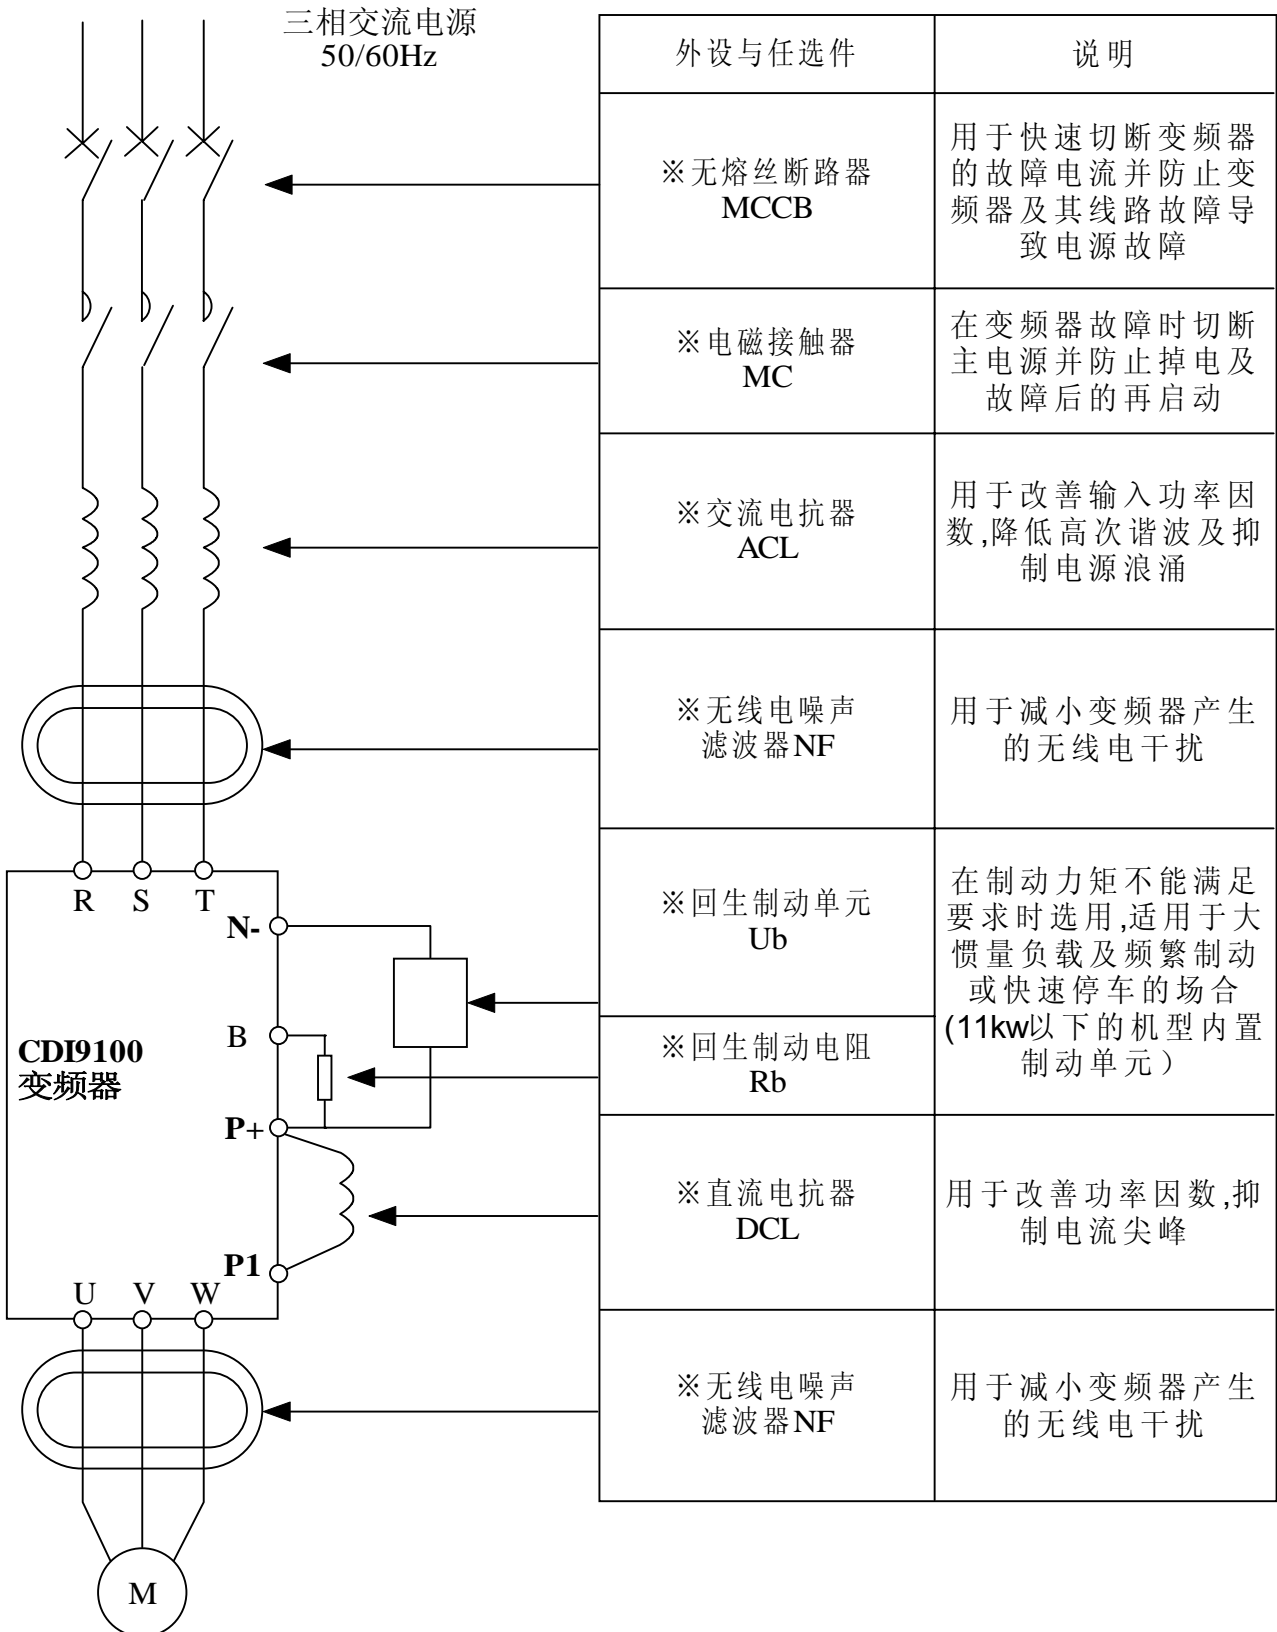 三相交流电源
50/60Hz
外设与任选件
说明
※无熔丝断路器
MCCB
用于快速切断变频器
的故障电流并防止变
频器及其线路故障导
致电源故障
※电磁接触器
MC
在变频器故障时切断
主电源并防止掉电及
故障后的再启动
※交流电抗器
ACL
用于改善输入功率因
数,降低高次谐波及抑
制电源浪涌
※无线电噪声
滤波器NF
用于减小变频器产生
的无线电干扰
R S T
N-
B
CDI9100
变频器
P+
P1
U V W
※回生制动单元
Ub
※回生制动电阻
Rb
在制动力矩不能满足
要求时选用,适用于大
惯量负载及频繁制动
或快速停车的场合
(11kw以下的机型内置
制动单元）
※直流电抗器
DCL
用于改善功率因数,抑
制电流尖峰
※无线电噪声
滤波器NF
用于减小变频器产生
的无线电干扰
M